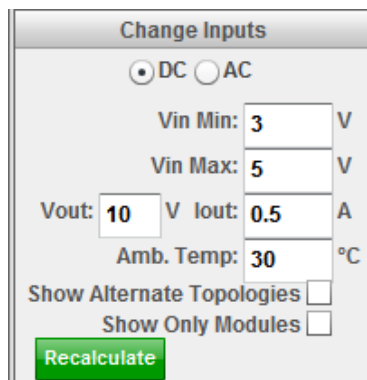 Change Inputs
DC AC
Vin Min: 3 V
Vin Max: 5 V
Vout: 10 V Iout: 0.5 A
Amb. Temp: 30 °C
Show Alternate Topologies
Show Only Modules
Recalculate